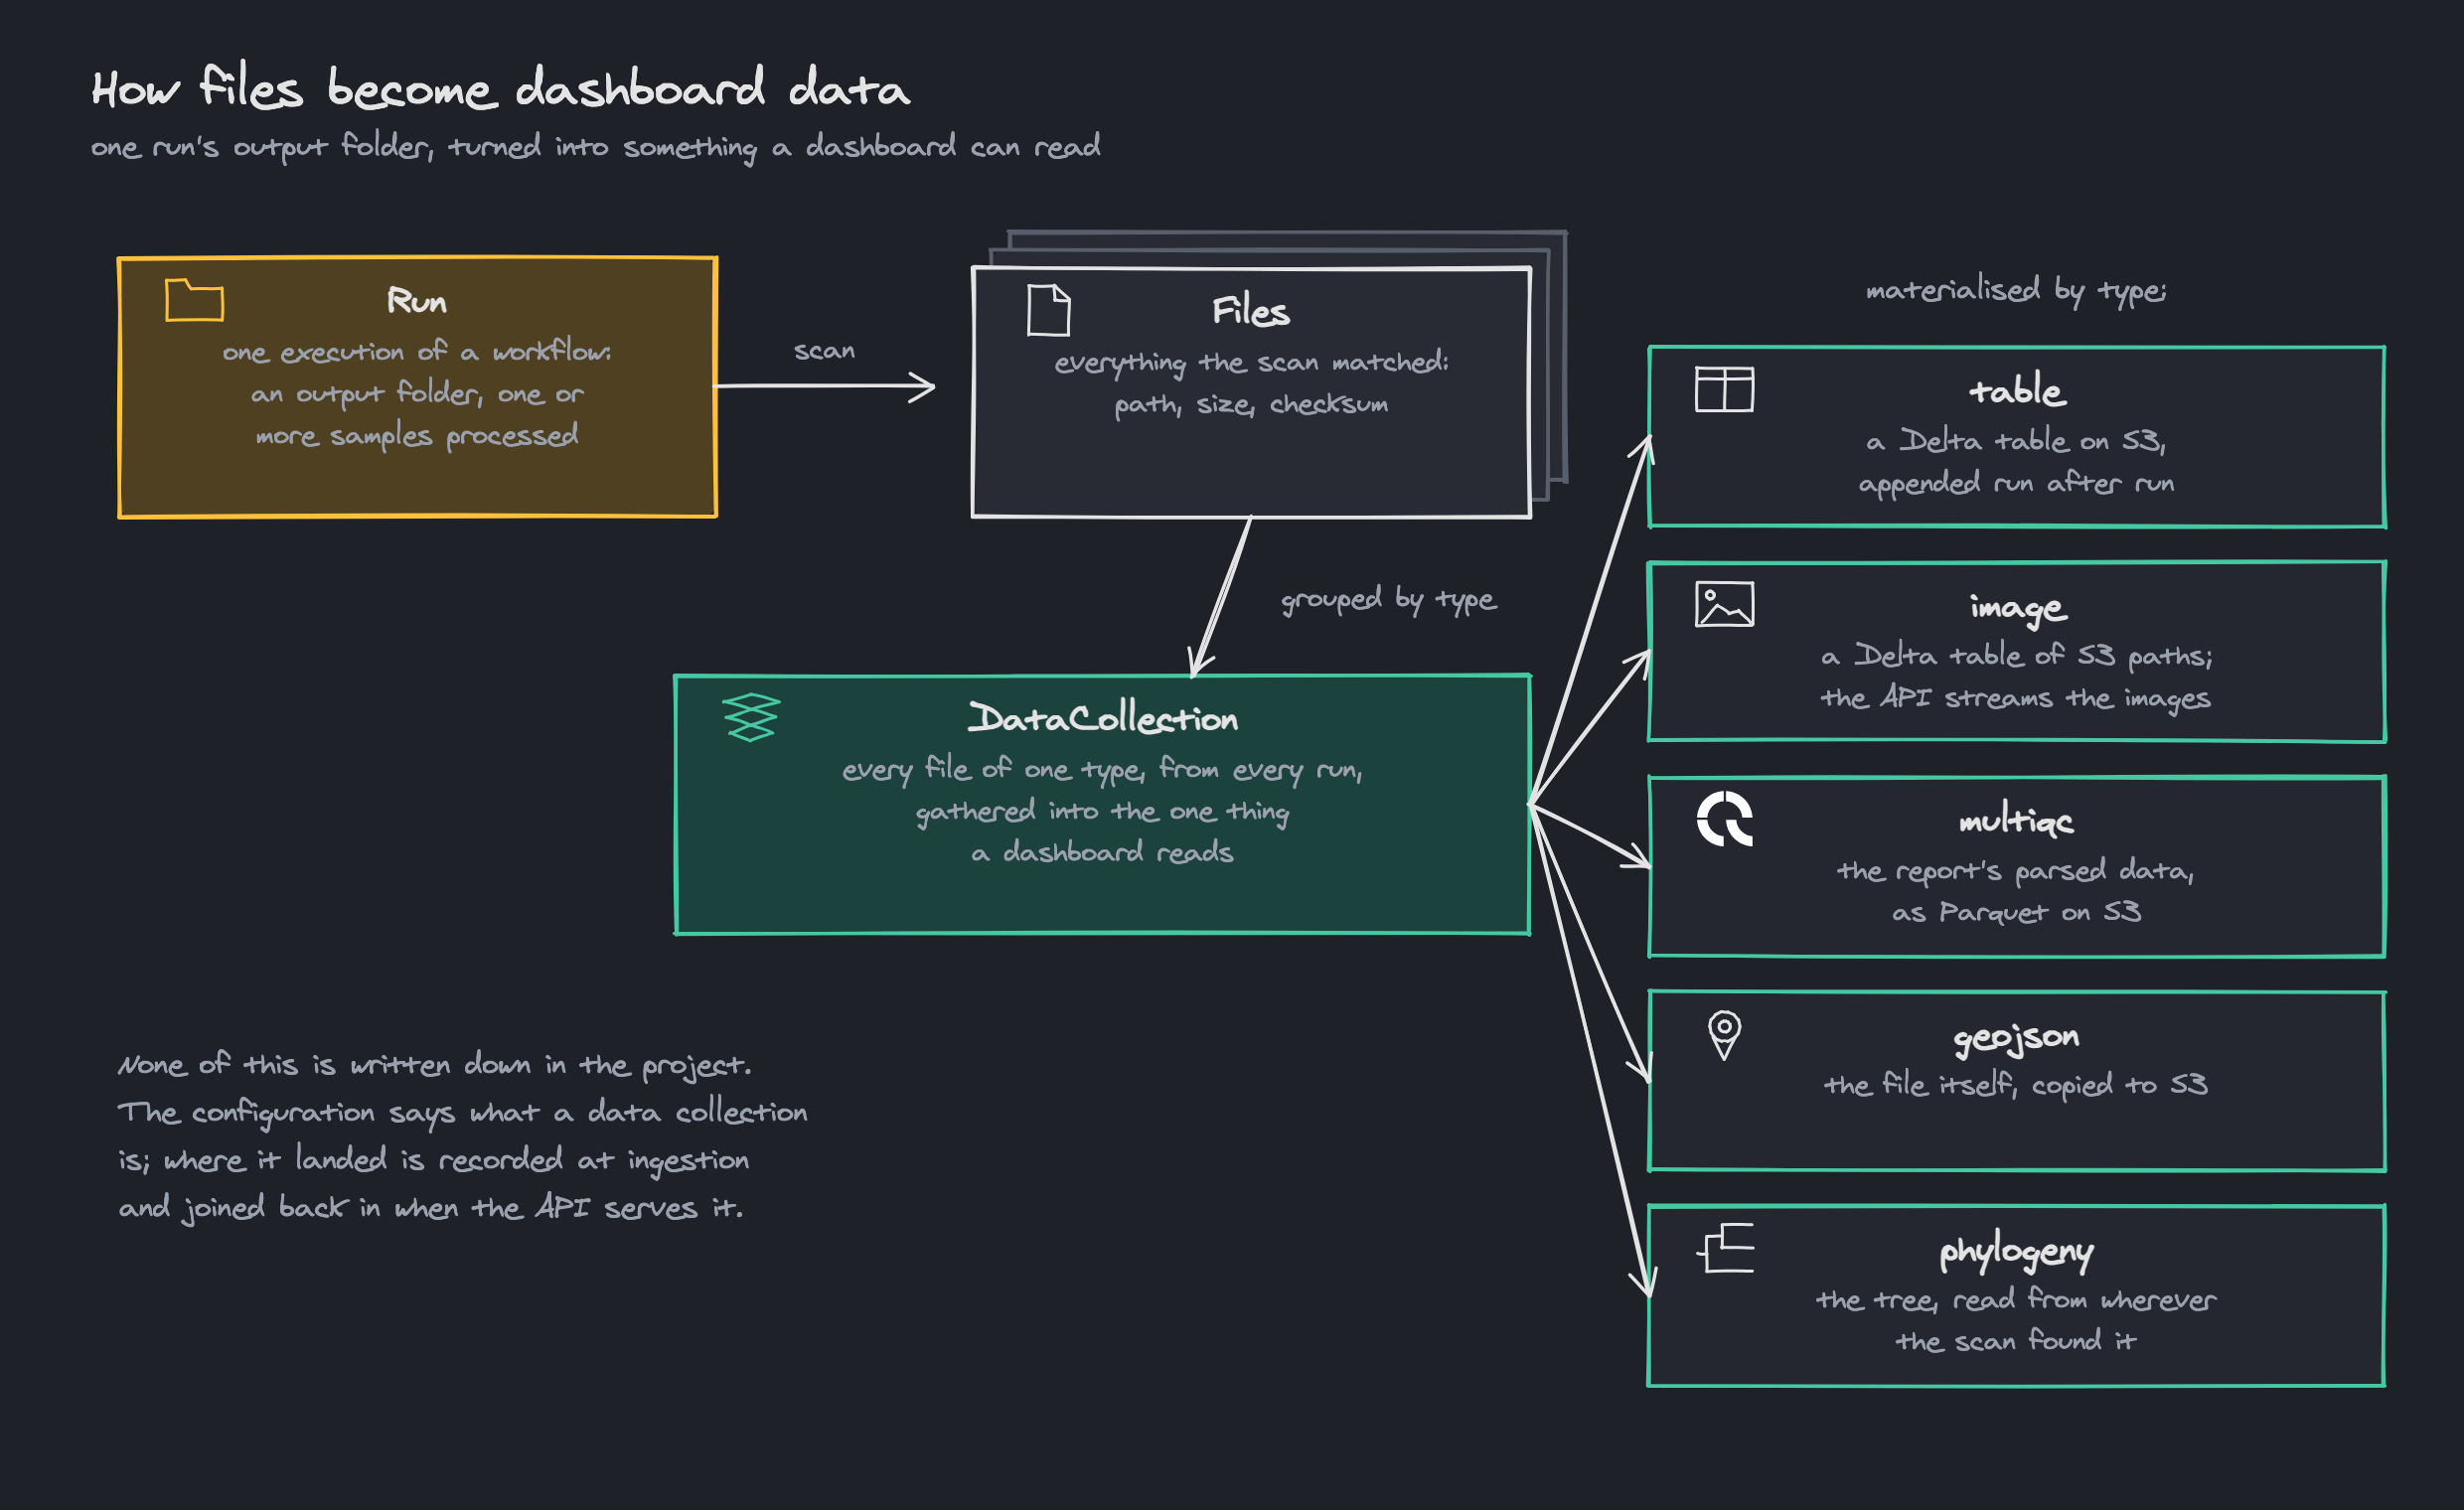 How files become dashboard data
one run's output folder, turned into something a dashboard can read
Run
one execution of a workflow:
an output folder, one or
more samples processed
scan
Files
everything the scan matched:
path, size, checksum
grouped by type
DataCollection
every file of one type, from every run,
gathered into the one thing
a dashboard reads
materialised by type:
table
a Delta table on S3,
appended run after run
image
a Delta table of S3 paths;
the API streams the images
multiqc
the report's parsed data,
as Parquet on S3
geojson
the file itself, copied to S3
phylogeny
the tree, read from wherever
the scan found it
None of this is written down in the project.
The configuration says what a data collection
is; where it landed is recorded at ingestion
and joined back in when the API serves it.